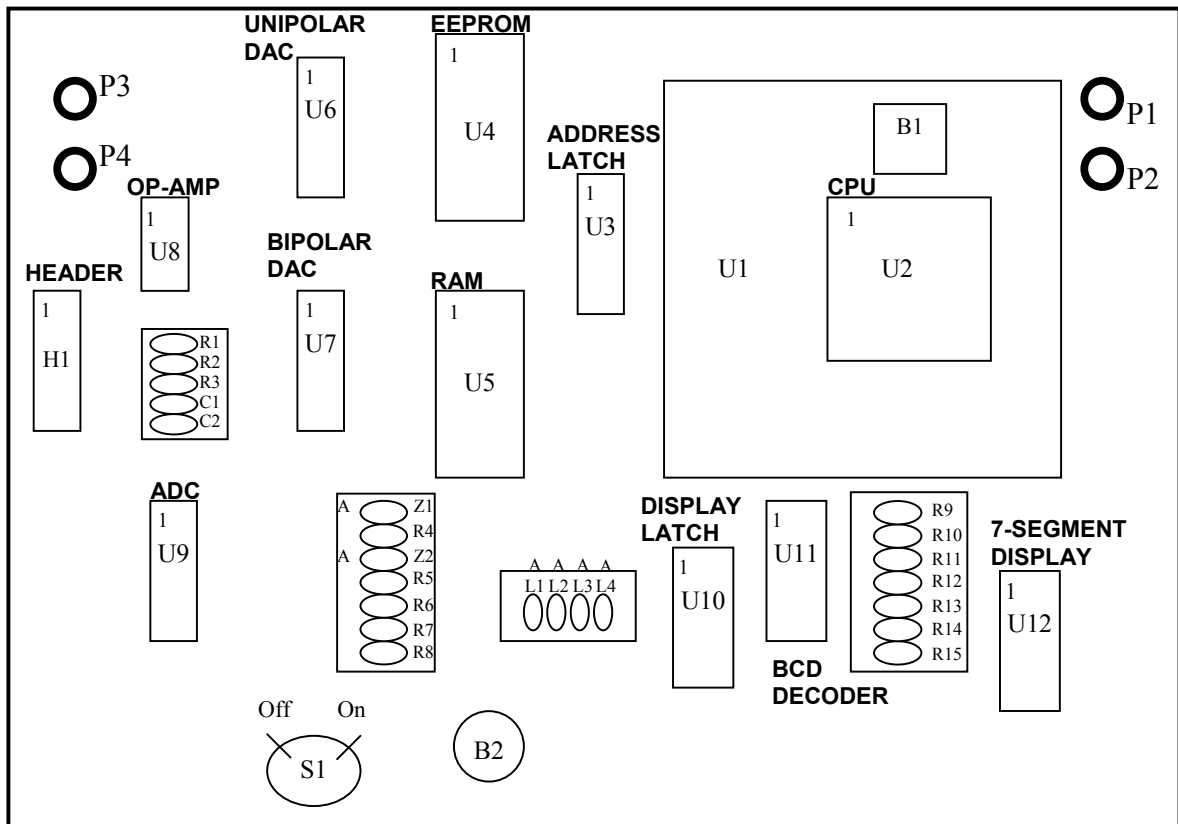 UNIPOLAR
DAC
1
U6
EEPROM
1
U4
P3
P4
P1
P2
B1
ADDRESS
LATCH
1
U3
CPU
1
U2
U1
OP-AMP
1
U8
HEADER
1
H1
BIPOLAR
DAC
1
U7
RAM
1
U5
R1
R2
R3
C1
C2
ADC
1
U9
A Z1
R4
A Z2
R5
R6
R7
R8
A A A A
L1 L2 L3 L4
DISPLAY
LATCH
1
U10
1
U11
BCD
DECODER
R9
R10
R11
R12
R13
R14
R15
7-SEGMENT
DISPLAY
1
U12
Off On
S1
B2